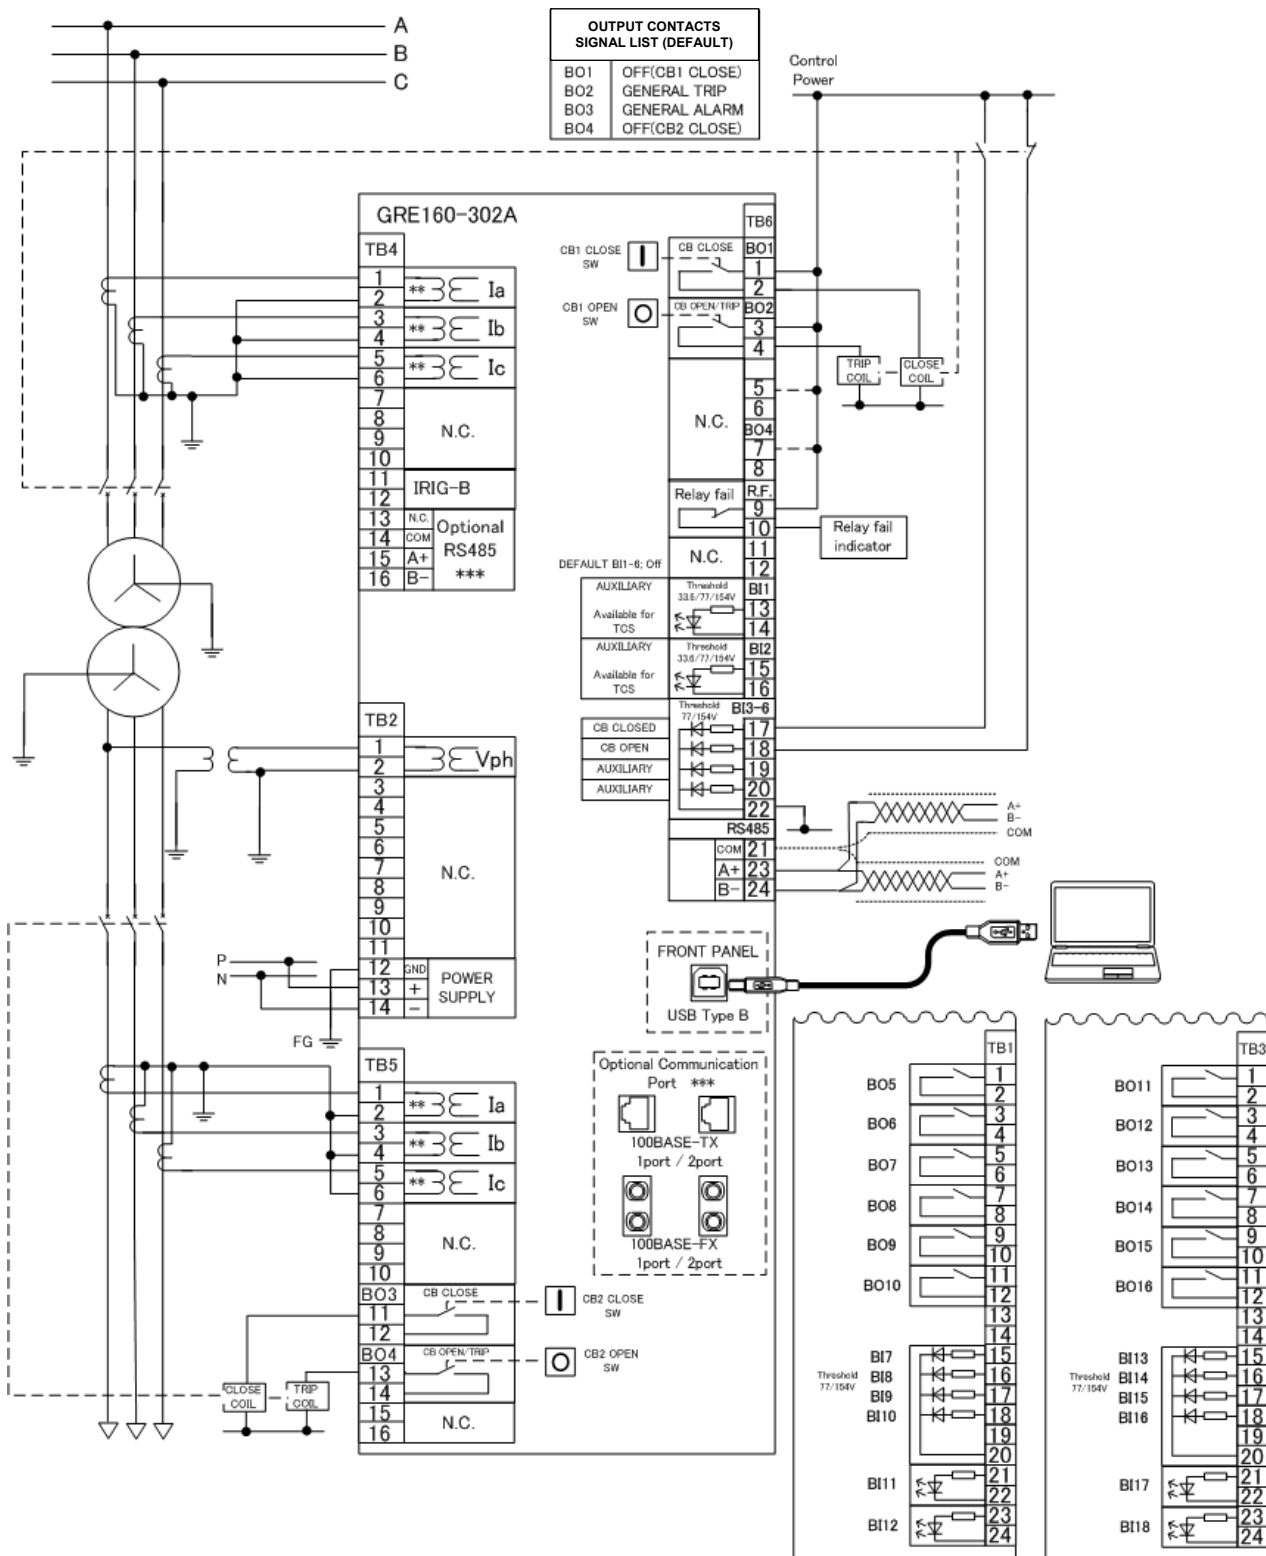 A
B
C
OUTPUT CONTACTS
SIGNAL LIST (DEFAULT)
BO1 OFF(CB1 CLOSE)
BO2 GENERAL TRIP
BO3 GENERAL ALARM
BO4 OFF(CB2 CLOSE)
Control
Power
GRE160-302A
TB4
1
2
** Ia
3
4
** Ib
5
6
** Ic
7
8
9
10
N.C.
11
12
IRIG-B
13 N.C.
14 COM
15 A+
16 B-
Optional
RS485
***
TB2
1
2
Vph
3
4
5
6
7
8
9
10
11
N.C.
12 GND
13 +
14 -
POWER
SUPPLY
P
N
FG
TB5
1
2
** Ia
3
4
** Ib
5
6
** Ic
7
8
9
10
N.C.
BO3
11
12
CB CLOSE
BO4
13
14
CB OPEN/TRIP
15
16
N.C.
CB2 CLOSE
SW
CB2 OPEN
SW
CLOSE
COIL
TRIP
COIL
TB6
CB1 CLOSE
SW
CB CLOSE
BO1
1
2
CB1 OPEN
SW
CB OPEN/TRIP
BO2
3
4
TRIP
COIL
CLOSE
COIL
N.C.
5
6
BO4
7
8
Relay fail
R.F.
9
10
Relay fail
indicator
N.C.
11
12
DEFAULT BI1-6; Off
AUXILIARY
Available for
TCS
Threshold
33.6/77/154V
BI1
13
14
AUXILIARY
Available for
TCS
Threshold
33.6/77/154V
BI2
15
16
Threshold
77/154V
BI3-6
CB CLOSED 17
CB OPEN 18
AUXILIARY 19
AUXILIARY 20
22
RS485
COM 21
A+ 23
B- 24
A+
B-
COM
COM
A+
B-
FRONT PANEL
USB Type B
Optional Communication
Port ***
100BASE-TX
1port / 2port
100BASE-FX
1port / 2port
TB1
BO5 1
2
BO6 3
4
BO7 5
6
BO8 7
8
BO9 9
10
BO10 11
12
13
14
BI7 15
BI8 16
BI9 17
BI10 18
Threshold
77/154V
19
20
BI11 21
22
BI12 23
24
TB3
BO11 1
2
BO12 3
4
BO13 5
6
BO14 7
8
BO15 9
10
BO16 11
12
13
14
BI13 15
BI14 16
BI15 17
BI16 18
Threshold
77/154V
19
20
BI17 21
22
BI18 23
24